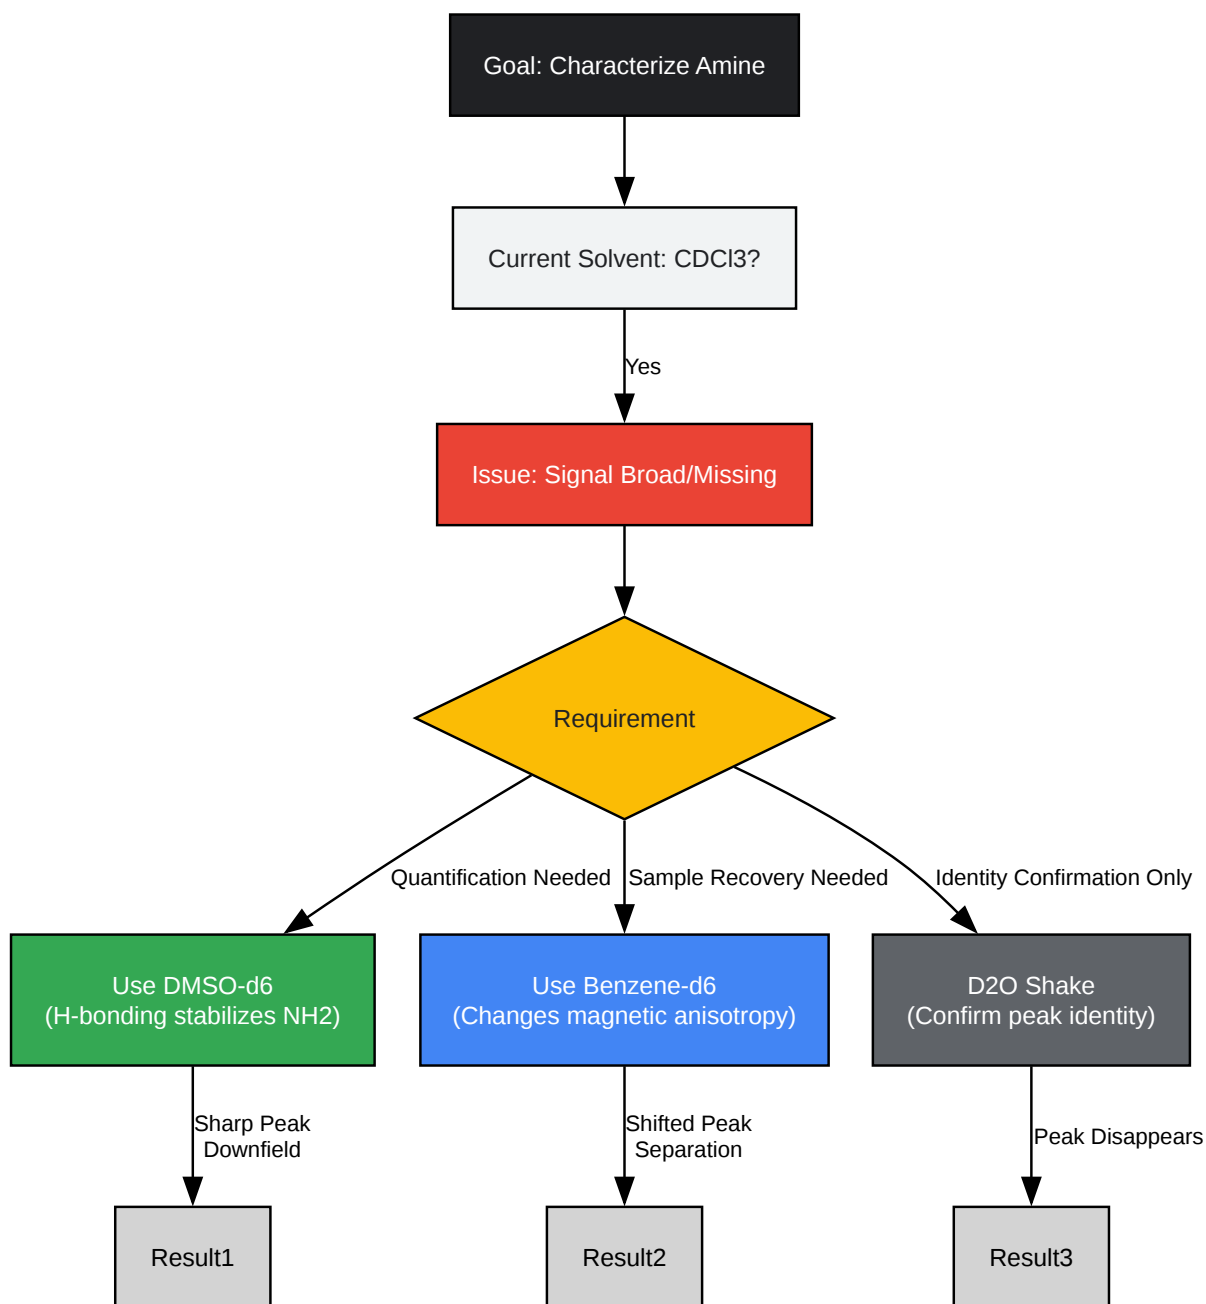 Goal: Characterize Amine
Current Solvent: CDCl3?
Yes
Issue: Signal Broad/Missing
Requirement
Quantification Needed
Sample Recovery Needed
Identity Confirmation Only
Use DMSO-d6
(H-bonding stabilizes NH2)
Use Benzene-d6
(Changes magnetic anisotropy)
D2O Shake
(Confirm peak identity)
Sharp Peak
Downfield
Shifted Peak
Separation
Peak Disappears
Result1
Result2
Result3